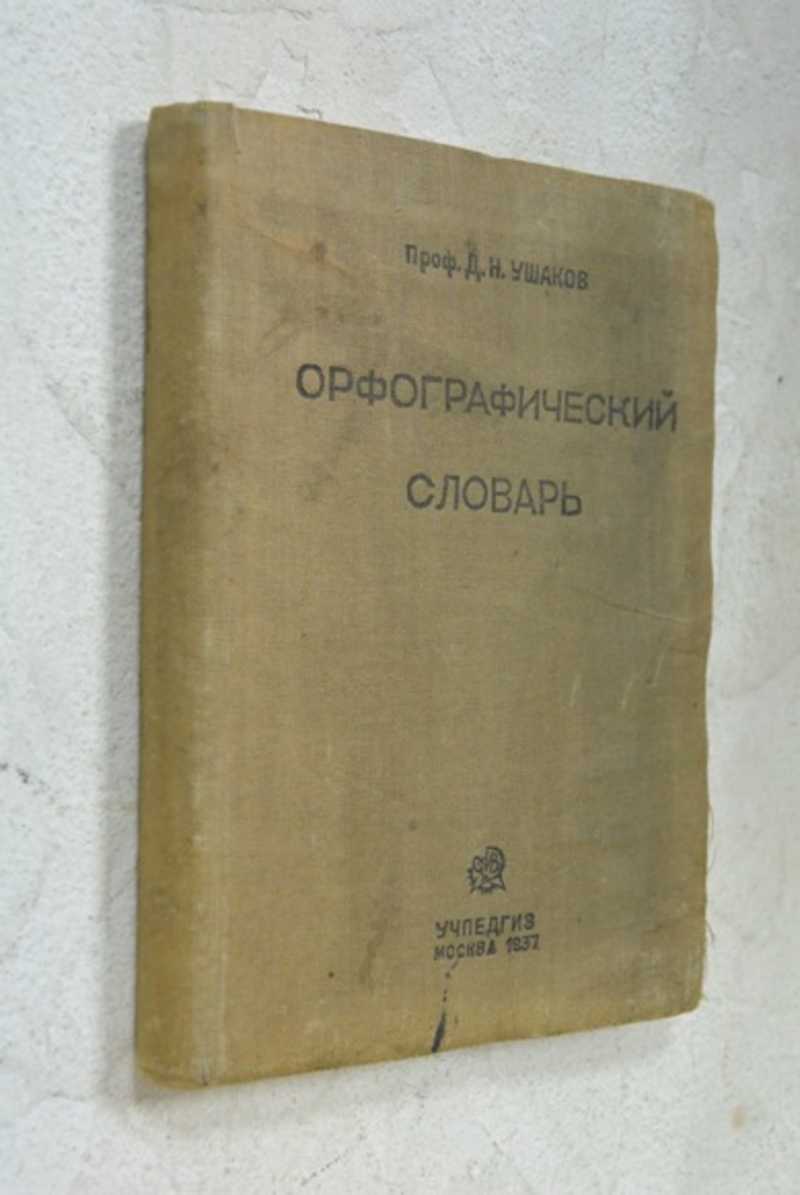 Проф. Д. Н. УШАКОВ
ОРФОГРАФИЧЕСКИЙ
СЛОВАРЬ
УЧПЕДГИЗ
МОСКВА 1937